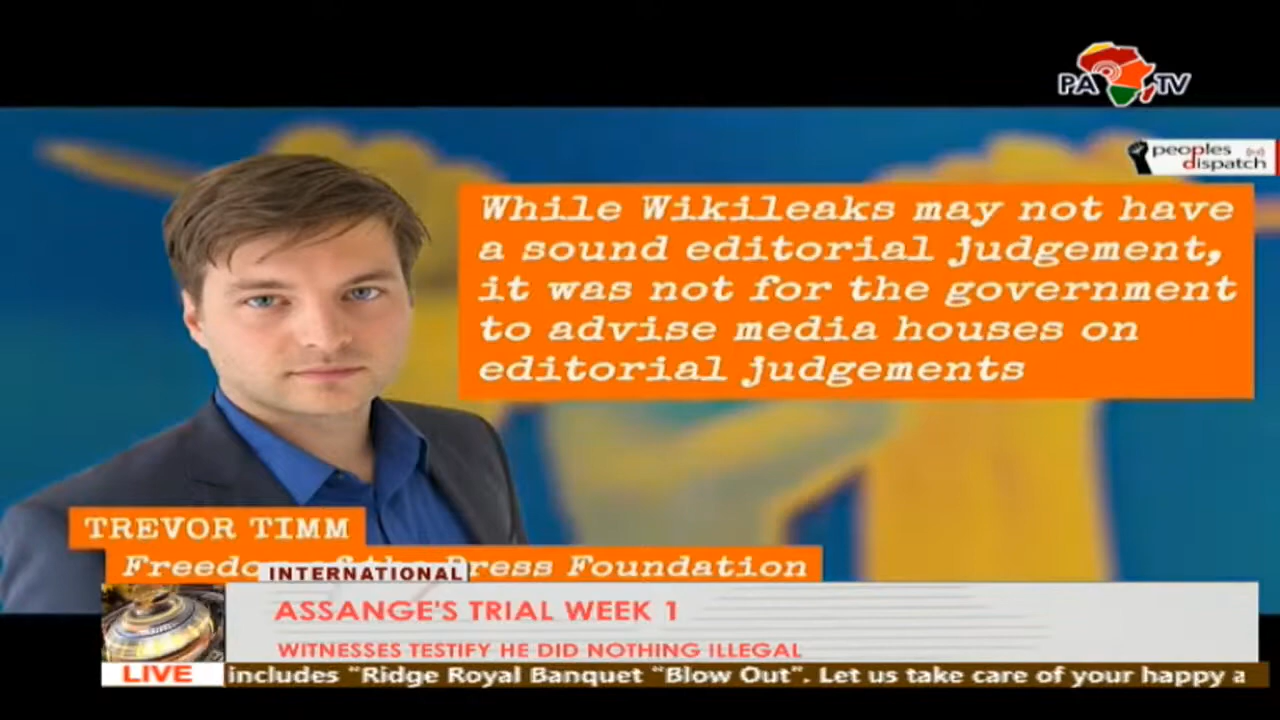 PA TV
peoples
dispatch
While Wikileaks may not have
a sound editorial judgement,
it was not for the government
to advise media houses on
editorial judgements
TREVOR TIMM
Press Foundation
INTERNATIONAL
ASSANGE'S TRIAL WEEK 1
WITNESSES TESTIFY HE DID NOTHING ILLEGAL
LIVE
includes "Ridge Royal Banquet "Blow Out". Let us take care of your happy a